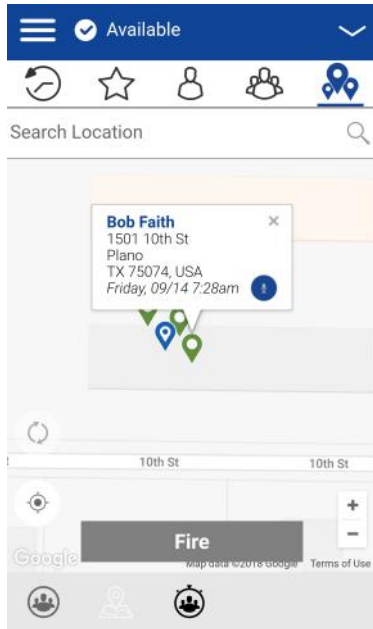 Available
Search Location
Bob Faith
1501 10th St
Plano
TX 75074, USA
Friday, 09/14 7:28am
10th St
10th St
Fire
Google
Map data ©2018 Google
Terms of Use